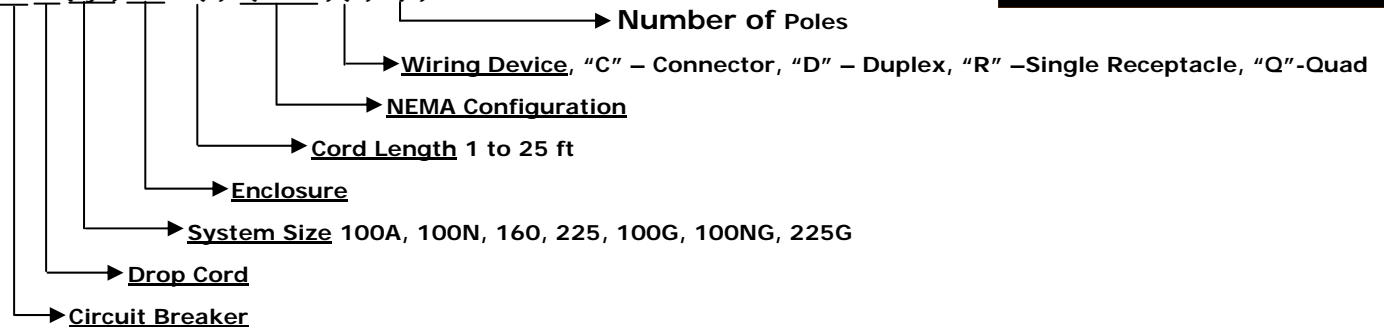 Number of Poles
Wiring Device, “C” – Connector, “D” – Duplex, “R” –Single Receptacle, “Q”-Quad
NEMA Configuration
Cord Length 1 to 25 ft
Enclosure
System Size 100A, 100N, 160, 225, 100G, 100NG, 225G
Drop Cord
Circuit Breaker